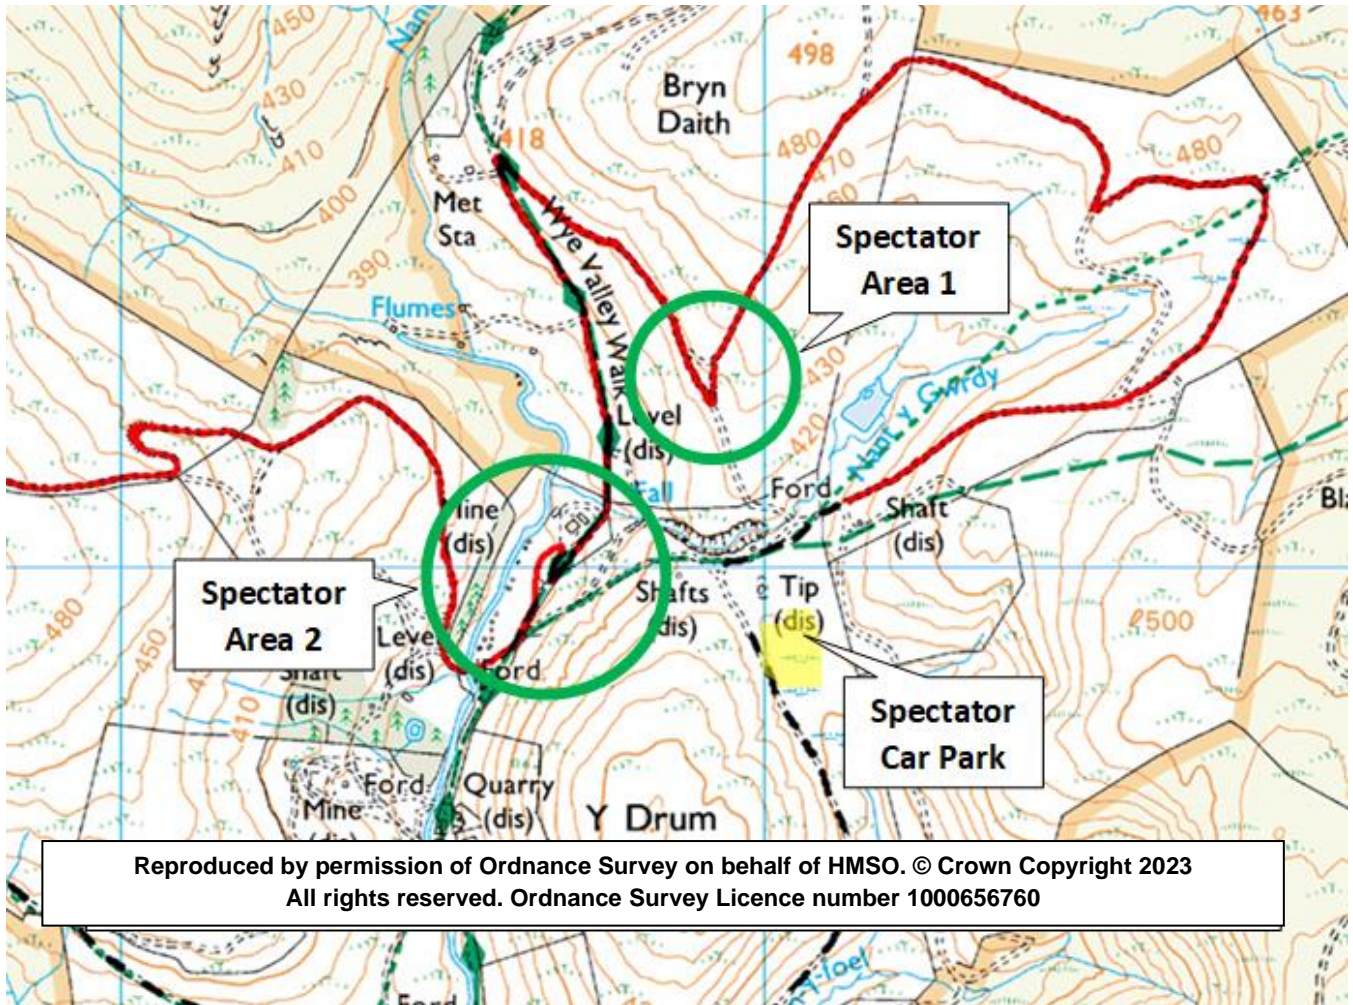 450
Nant
463
498
430
Bryn
Daith
410
418
480
480
470
Met
Sta
400
Wye Valley Walk
Spectator
Area 1
390
Flumes
430
Nant Y Gwrdy
Level
(dis)
420
Fall
Ford
Shaft
(dis)
(dis)
Spectator
Area 2
Shafts
Tip
(dis)
480
450
500
Level
(dis)
Ford
Shaft
(dis)
410
Spectator
Car Park
Ford
Mine
Quarry
(dis)
Y Drum
Reproduced by permission of Ordnance Survey on behalf of HMSO. © Crown Copyright 2023
All rights reserved. Ordnance Survey Licence number 1000656760
Ford